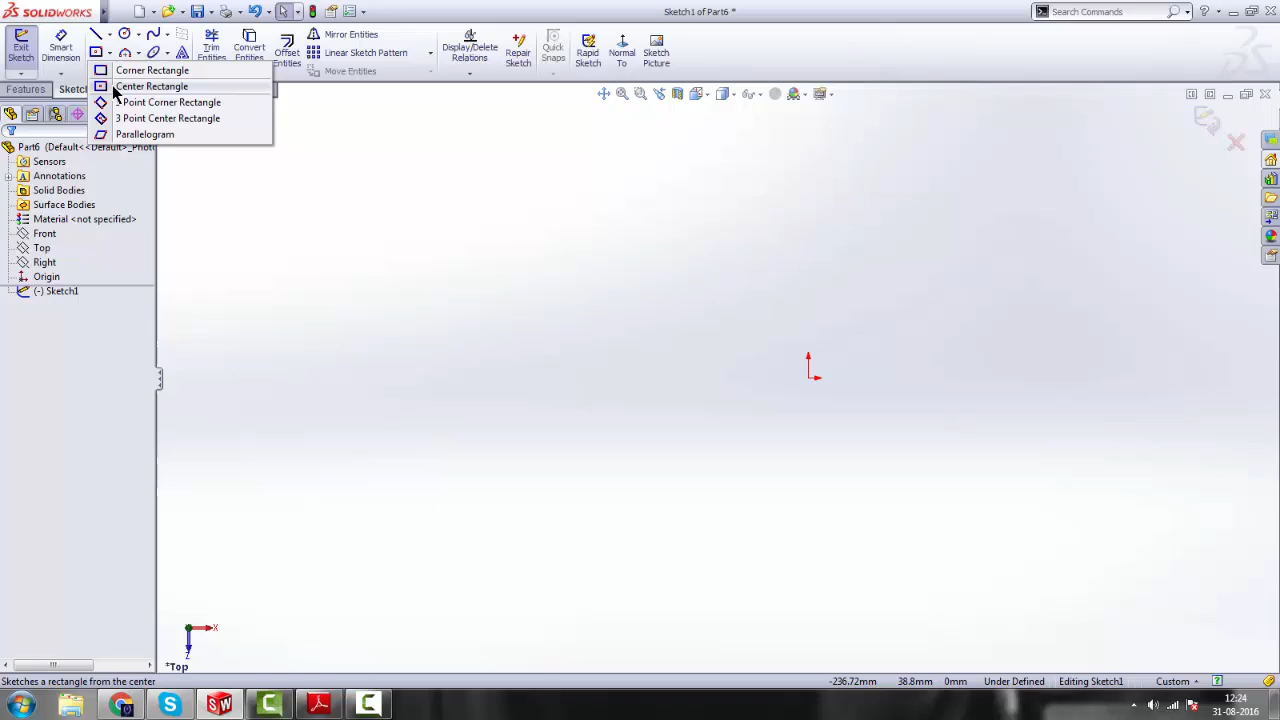 SOLIDWORKS
Sketch1 of Part6 *
Search Commands
Exit Sketch
Smart Dimension
Trim Entities
Convert Entities
Offset Entities
Mirror Entities
Linear Sketch Pattern
Move Entities
Display/Delete Relations
Repair Sketch
Quick Snaps
Rapid Sketch
Normal To
Sketch Picture
Corner Rectangle
Center Rectangle
Point Corner Rectangle
3 Point Center Rectangle
Parallelogram
Features
Sketc
Part6 (Default<<Default>_Phot
Sensors
Annotations
Solid Bodies
Surface Bodies
Material <not specified>
Front
Top
Right
Origin
(-) Sketch1
X
Z
*Top
Sketches a rectangle from the center
-236.72mm 38.8mm 0mm Under Defined Editing Sketch1 Custom
12:24
31-08-2016